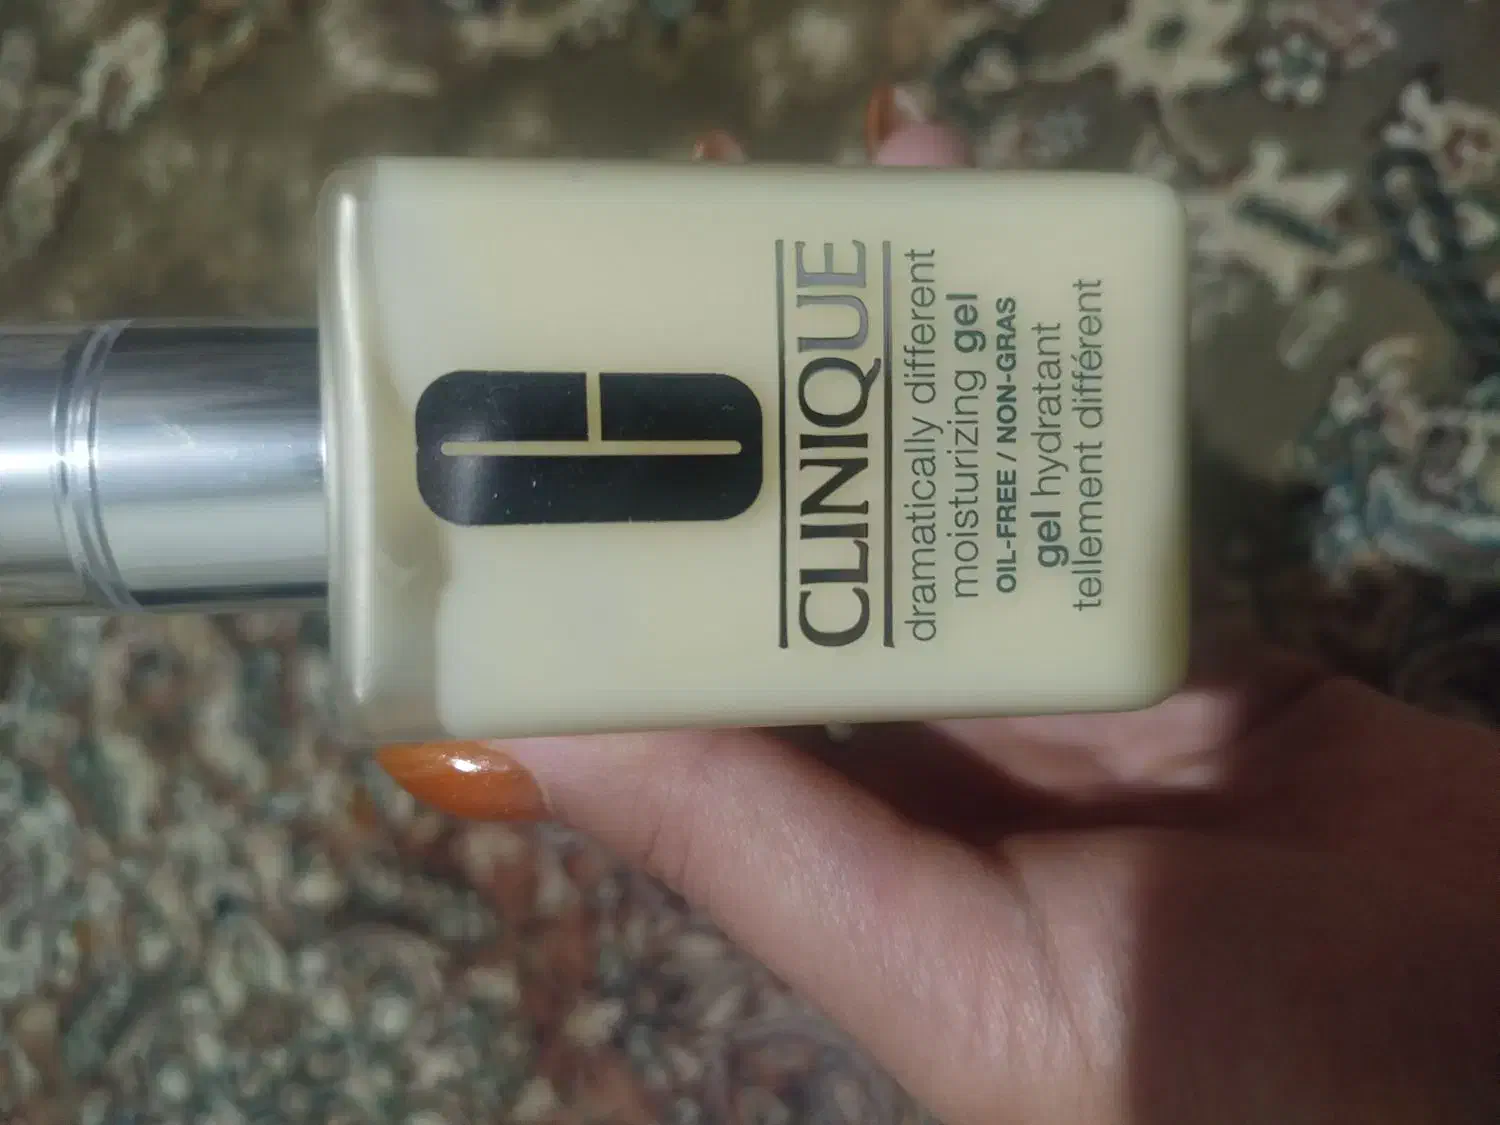 CLINIQUE
dramatically different
moisturizing gel
OIL-FREE / NON-GRAS
gel hydratant
tellement différent